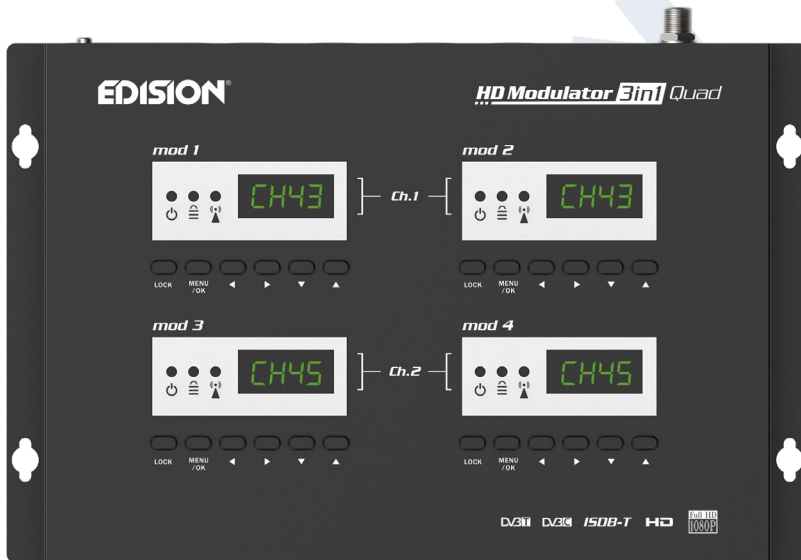 EDISION®
HD Modulator 3in1 Quad
mod 1
mod 2
CH43
Ch.1
CH43
LOCK MENU /OK
LOCK MENU /OK
mod 3
mod 4
CH45
Ch.2
CH45
LOCK MENU /OK
LOCK MENU /OK
DVB T DVB C ISDB-T HD Full HD 1080P